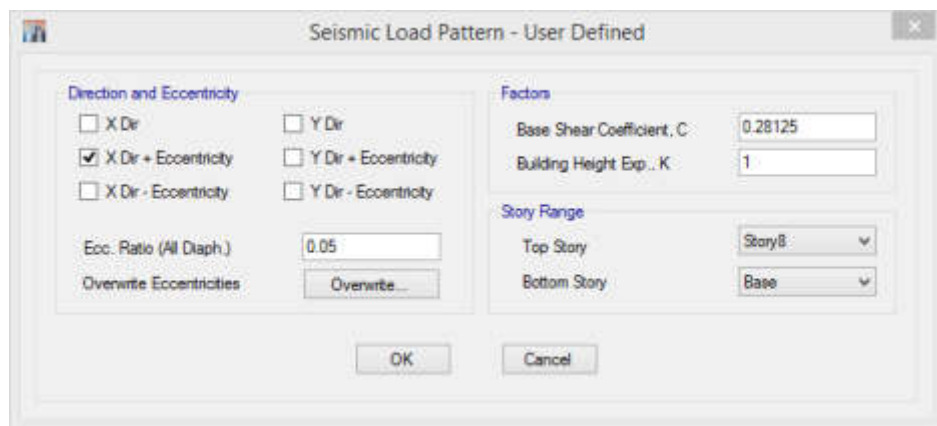 Seismic Load Pattern - User Defined
Direction and Eccentricity
X Dir
Y Dir
X Dir + Eccentricity
Y Dir + Eccentricity
X Dir - Eccentricity
Y Dir - Eccentricity
Ecc. Ratio (All Diaph.)
0.05
Overwrite Eccentricities
Overwrite...
Factors
Base Shear Coefficient, C
0.28125
Building Height Exp., K
1
Story Range
Top Story
Story8
Bottom Story
Base
OK
Cancel